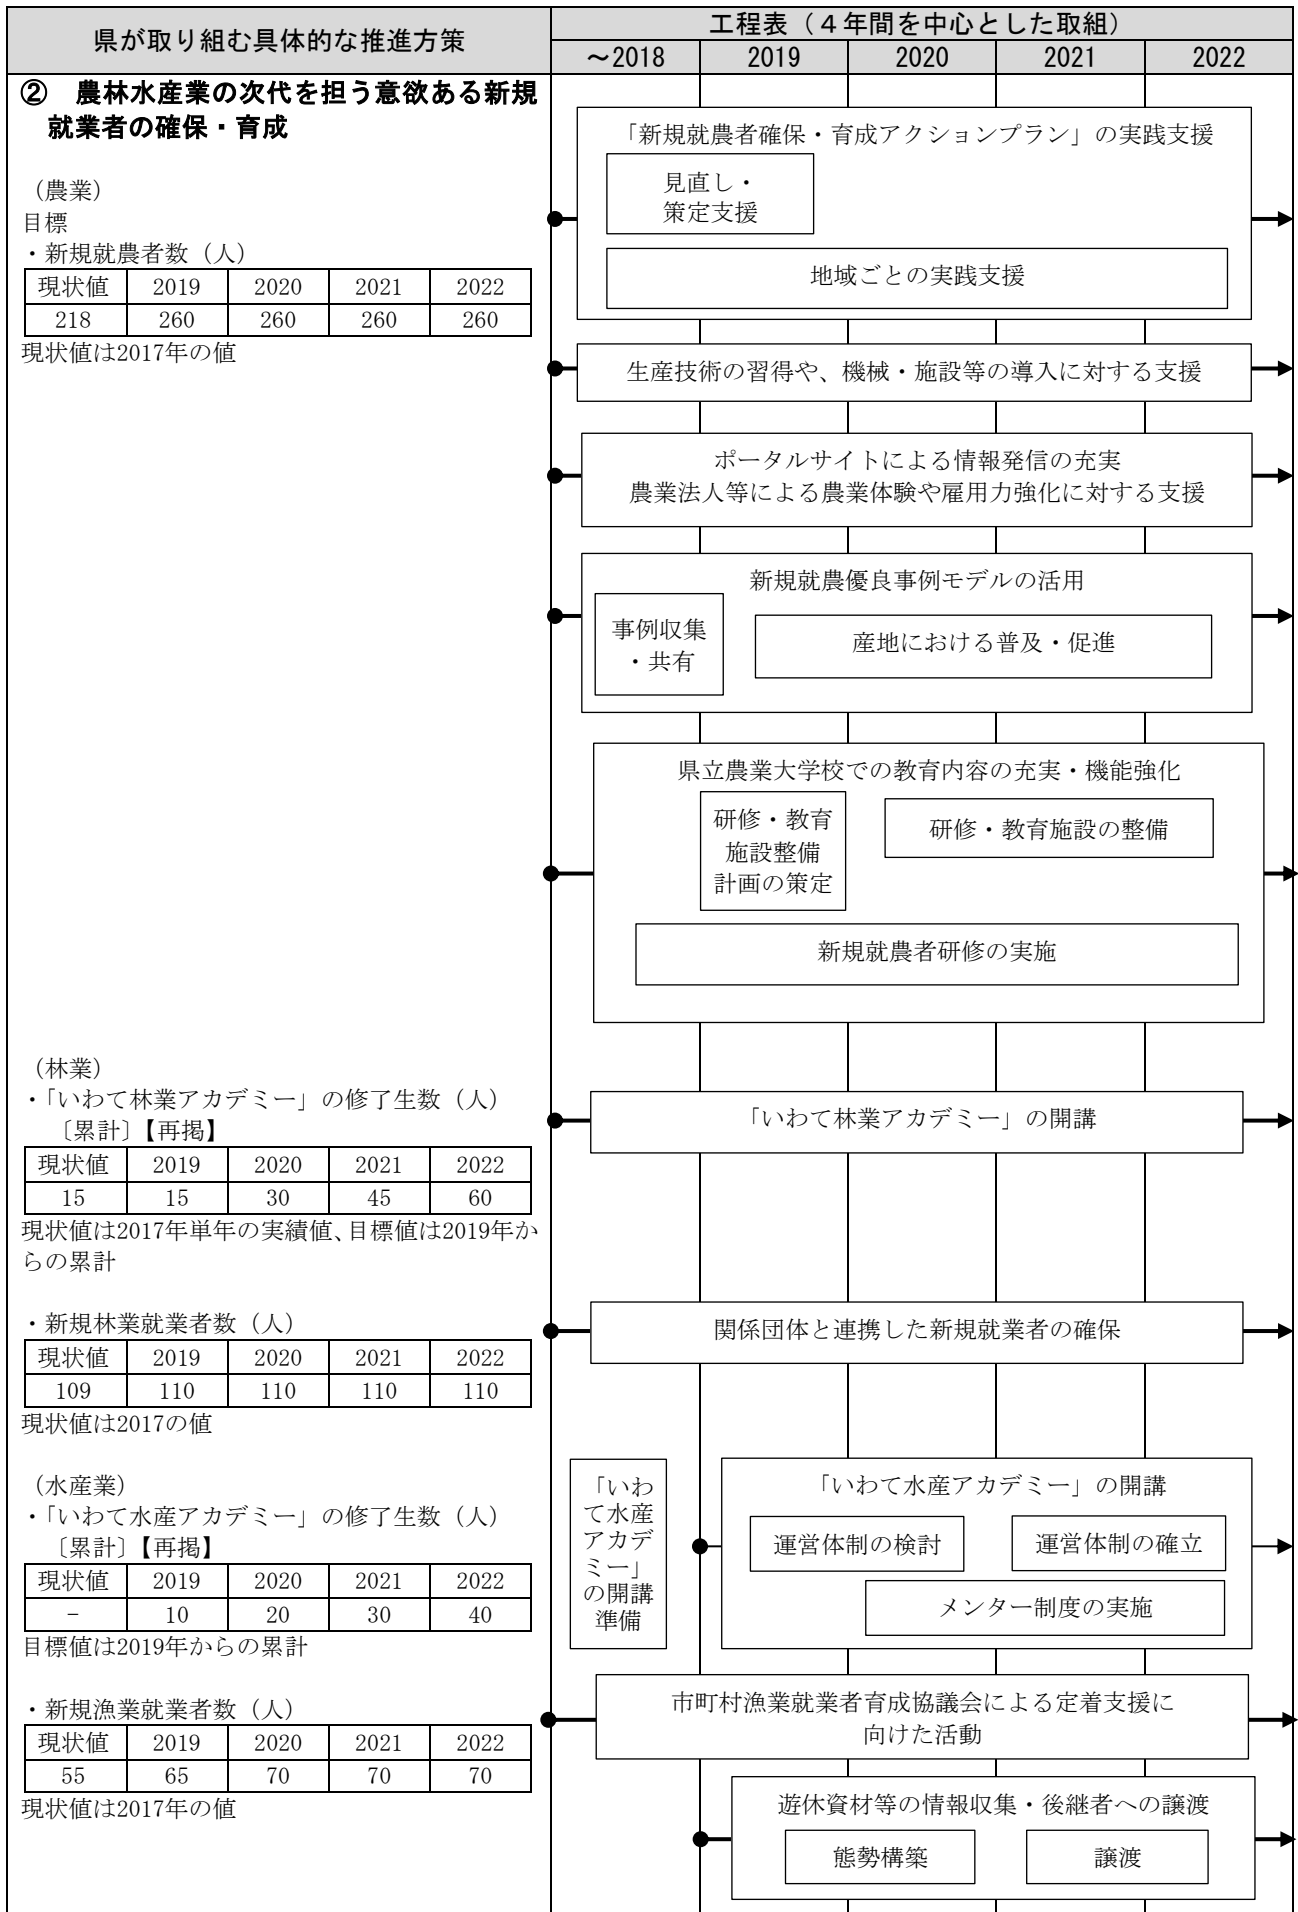 県が取り組む具体的な推進方策
工程表（４年間を中心とした取組）
～2018 2019 2020 2021 2022
②　農林水産業の次代を担う意欲ある新規
就業者の確保・育成
（農業）
目標
・新規就農者数（人）
現状値 2019 2020 2021 2022
218 260 260 260 260
現状値は2017年の値
「新規就農者確保・育成アクションプラン」の実践支援
見直し・
策定支援
地域ごとの実践支援
生産技術の習得や、機械・施設等の導入に対する支援
ポータルサイトによる情報発信の充実
農業法人等による農業体験や雇用力強化に対する支援
新規就農優良事例モデルの活用
事例収集
・共有
産地における普及・促進
県立農業大学校での教育内容の充実・機能強化
研修・教育
施設整備
計画の策定
研修・教育施設の整備
新規就農者研修の実施
（林業）
・「いわて林業アカデミー」の修了生数（人）
〔累計〕【再掲】
現状値 2019 2020 2021 2022
15 15 30 45 60
現状値は2017年単年の実績値、目標値は2019年か
らの累計
「いわて林業アカデミー」の開講
・新規林業就業者数（人）
現状値 2019 2020 2021 2022
109 110 110 110 110
現状値は2017の値
関係団体と連携した新規就業者の確保
（水産業）
・「いわて水産アカデミー」の修了生数（人）
〔累計〕【再掲】
現状値 2019 2020 2021 2022
－ 10 20 30 40
目標値は2019年からの累計
「いわ
て水産
アカデ
ミー」
の開講
準備
「いわて水産アカデミー」の開講
運営体制の検討
運営体制の確立
メンター制度の実施
・新規漁業就業者数（人）
現状値 2019 2020 2021 2022
55 65 70 70 70
現状値は2017年の値
市町村漁業就業者育成協議会による定着支援に
向けた活動
遊休資材等の情報収集・後継者への譲渡
態勢構築
譲渡